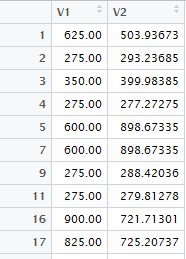 V1 V2
1 625.00 503.93673
2 275.00 293.23685
3 350.00 399.98385
4 275.00 277.27275
5 600.00 898.67335
7 600.00 898.67335
9 275.00 288.42036
11 275.00 279.81278
16 900.00 721.71301
17 825.00 725.20737